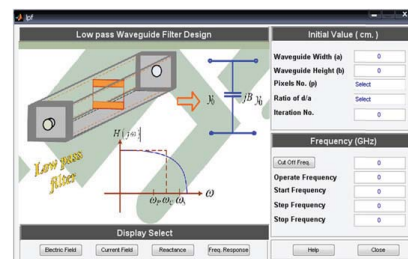 lpf
Low pass Waveguide Filter Design
Low pass
filter
y₀
jB
y₀
H(jω)
ω
ωₚ
Display Select
Electric Field
Current Field
Reactance
Freq. Response
Initial Value ( cm. )
Waveguide Width (a)
0
Waveguide Height (b)
0
Pixels No. (p)
Select
Ratio of d/a
Select
Iteration No.
0
Frequency (GHz)
Cut Off Freq.
0
Operate Frequency
0
Start Frequency
0
Step Frequency
0
Stop Frequency
0
Help
Close